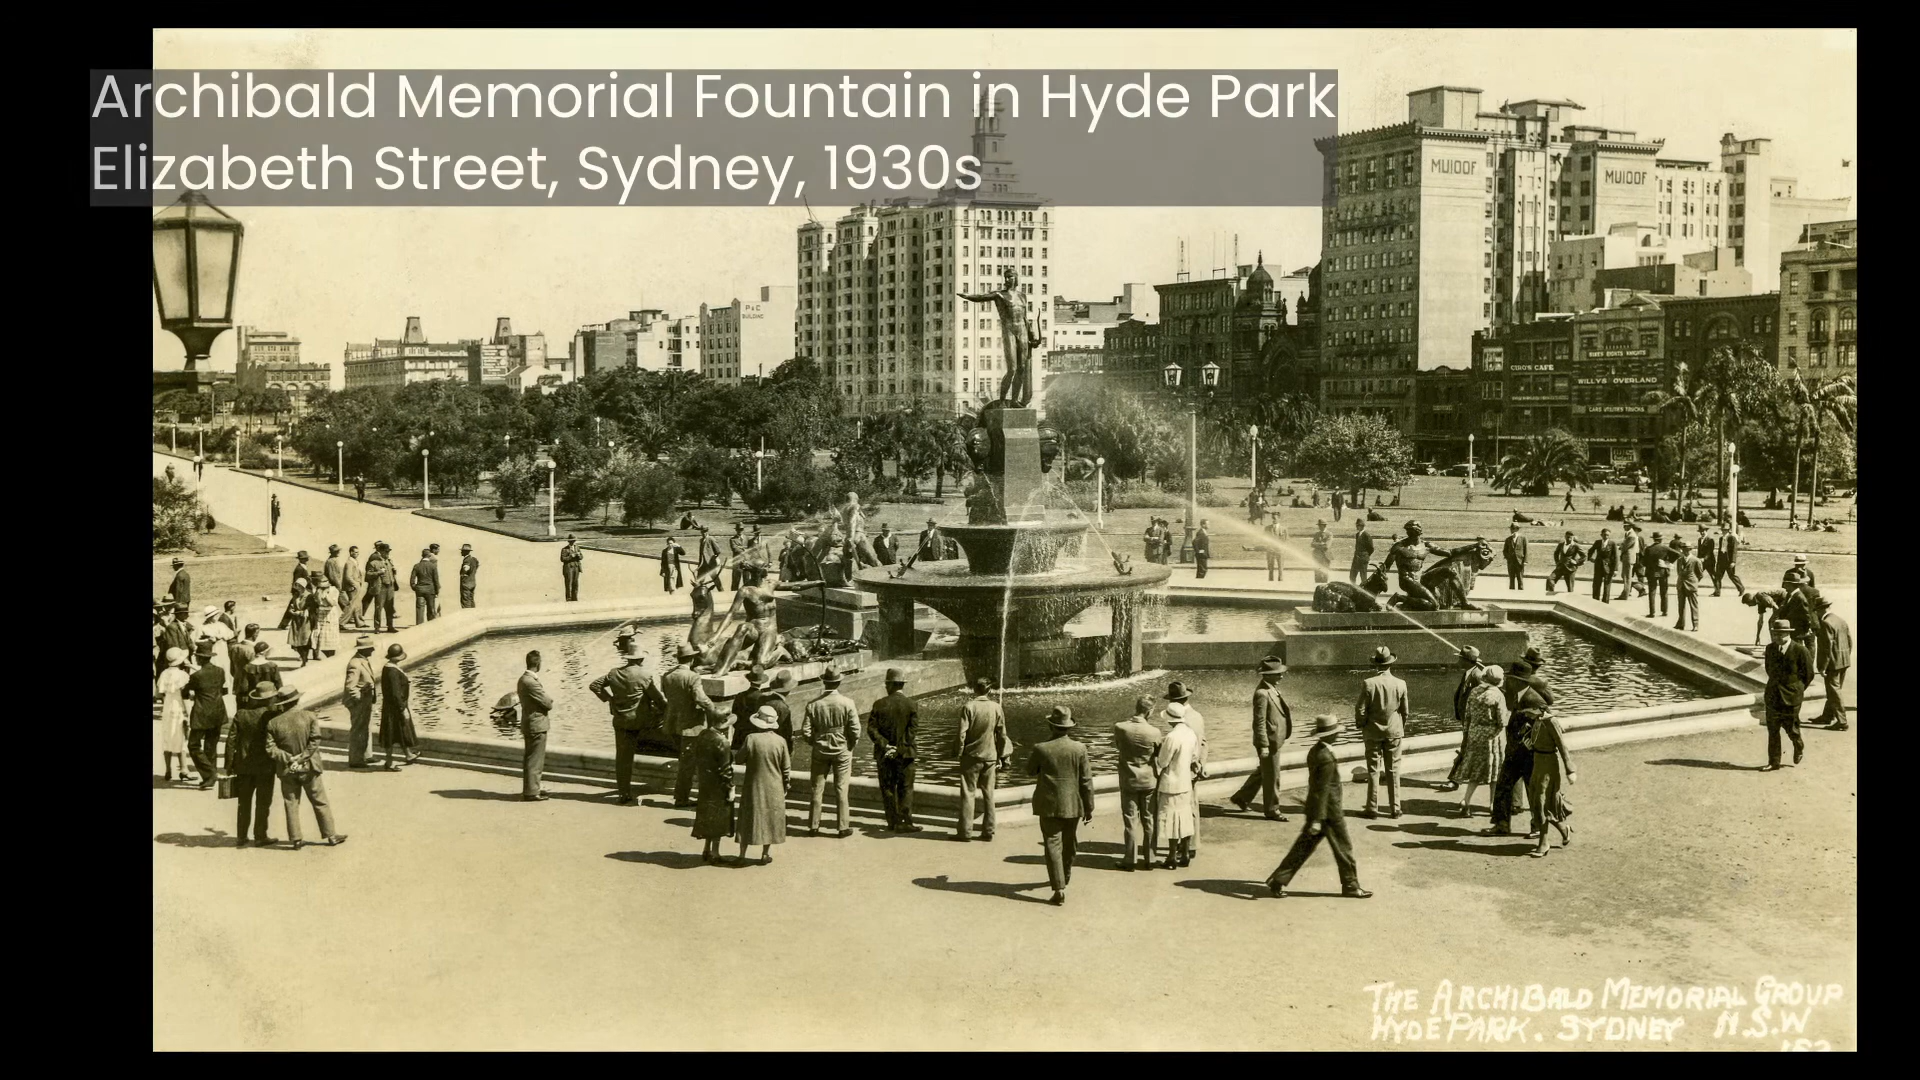 Archibald Memorial Fountain in Hyde Park
Elizabeth Street, Sydney, 1930s
MUIOOF
MUIOOF
P & C
BUILDING
CIRO'S CAFE
WILLYS OVERLAND
THE ARCHIBALD MEMORIAL GROUP
HYDE PARK. SYDNEY N.S.W